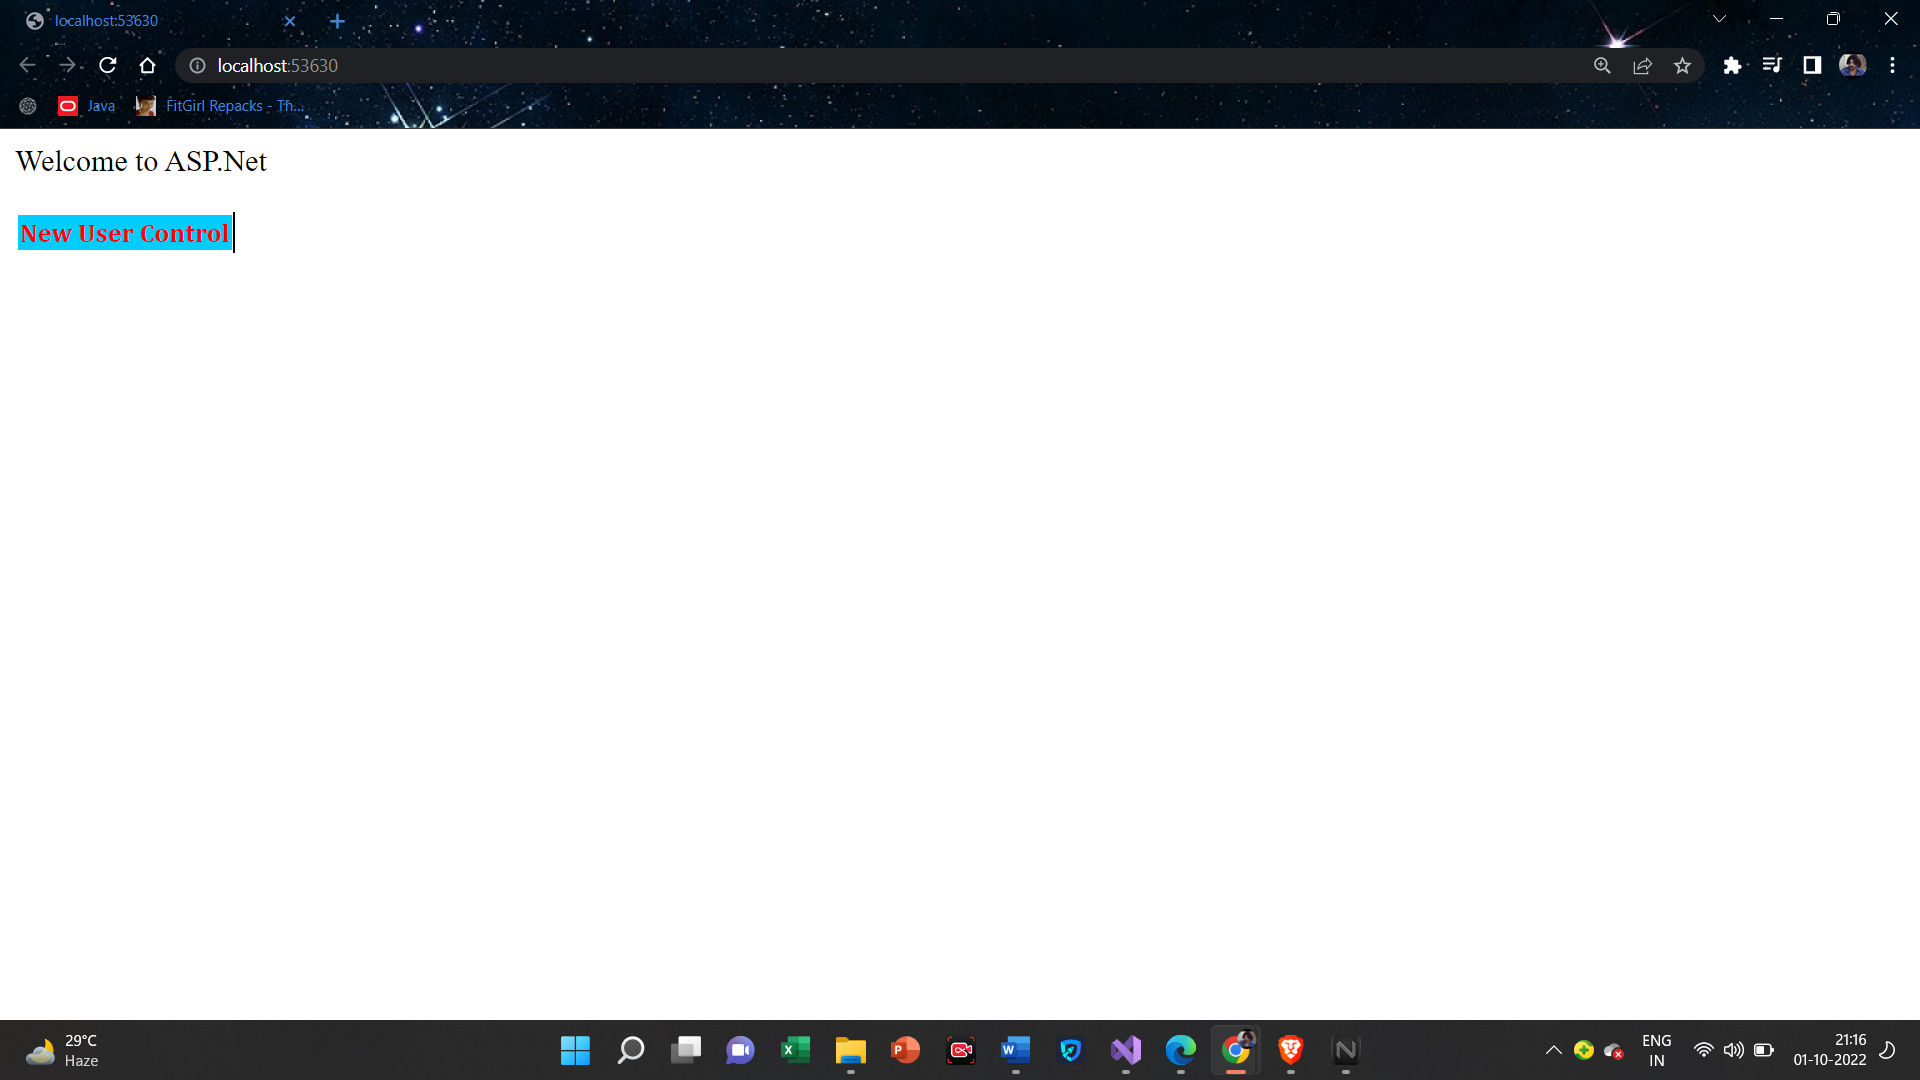 localhost:53630
localhost:53630
Java
FitGirl Repacks - Th...
Welcome to ASP.Net
New User Control
29°C
Haze
ENG
IN
21:16
01-10-2022